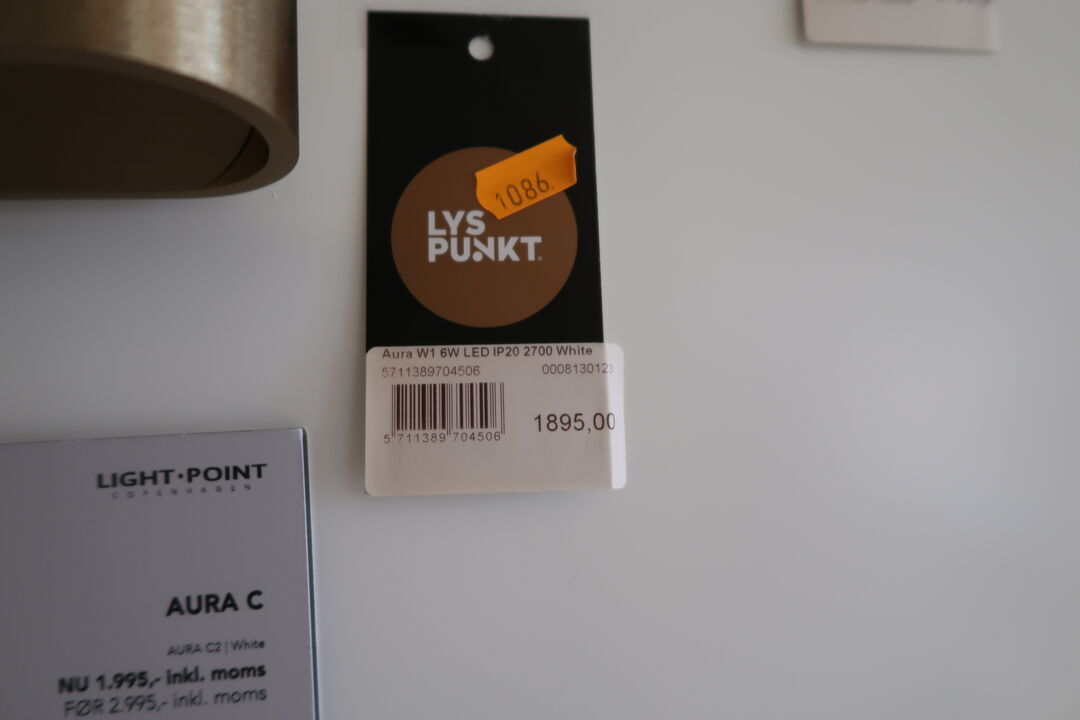 1086.
LYS
PUNKT
Aura W1 6W LED IP20 2700 White
5711389704506 0008130123
1895,00
5 711389 704506
LIGHT·POINT
COPENHAGEN
AURA C
AURA C2 | White
NU 1.995,- inkl. moms
FØR 2.995,- inkl. moms